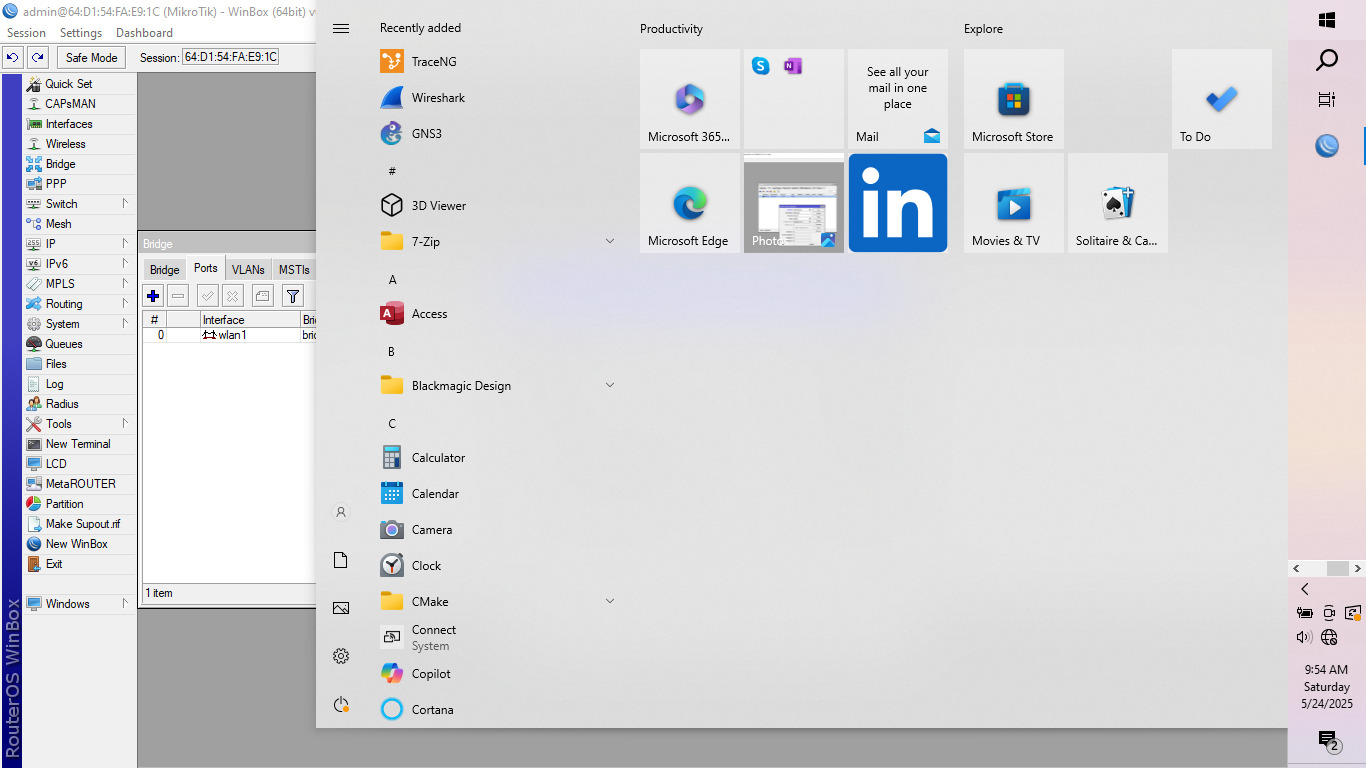 admin@64:D1:54:FA:E9:1C (MikroTik) - WinBox (64bit) v
Session Settings Dashboard
Safe Mode Session: 64:D1:54:FA:E9:1C
Quick Set
CAPsMAN
Interfaces
Wireless
Bridge
PPP
Switch
Mesh
IP
IPv6
MPLS
Routing
System
Queues
Files
Log
Radius
Tools
New Terminal
LCD
MetaROUTER
Partition
Make Supout.rif
New WinBox
Exit
Windows
RouterOS WinBox
Bridge
Bridge Ports VLANs MSTIs
# Interface Bri
0 wlan1 brid
1 item
Recently added
TraceNG
Wireshark
GNS3
#
3D Viewer
7-Zip
A
Access
B
Blackmagic Design
C
Calculator
Calendar
Camera
Clock
CMake
Connect
System
Copilot
Cortana
Productivity
Microsoft 365...
See all your
mail in one
place
Mail
Microsoft Edge
Photo
in
Explore
Microsoft Store
To Do
Movies & TV
Solitaire & Ca...
9:54 AM
Saturday
5/24/2025
2